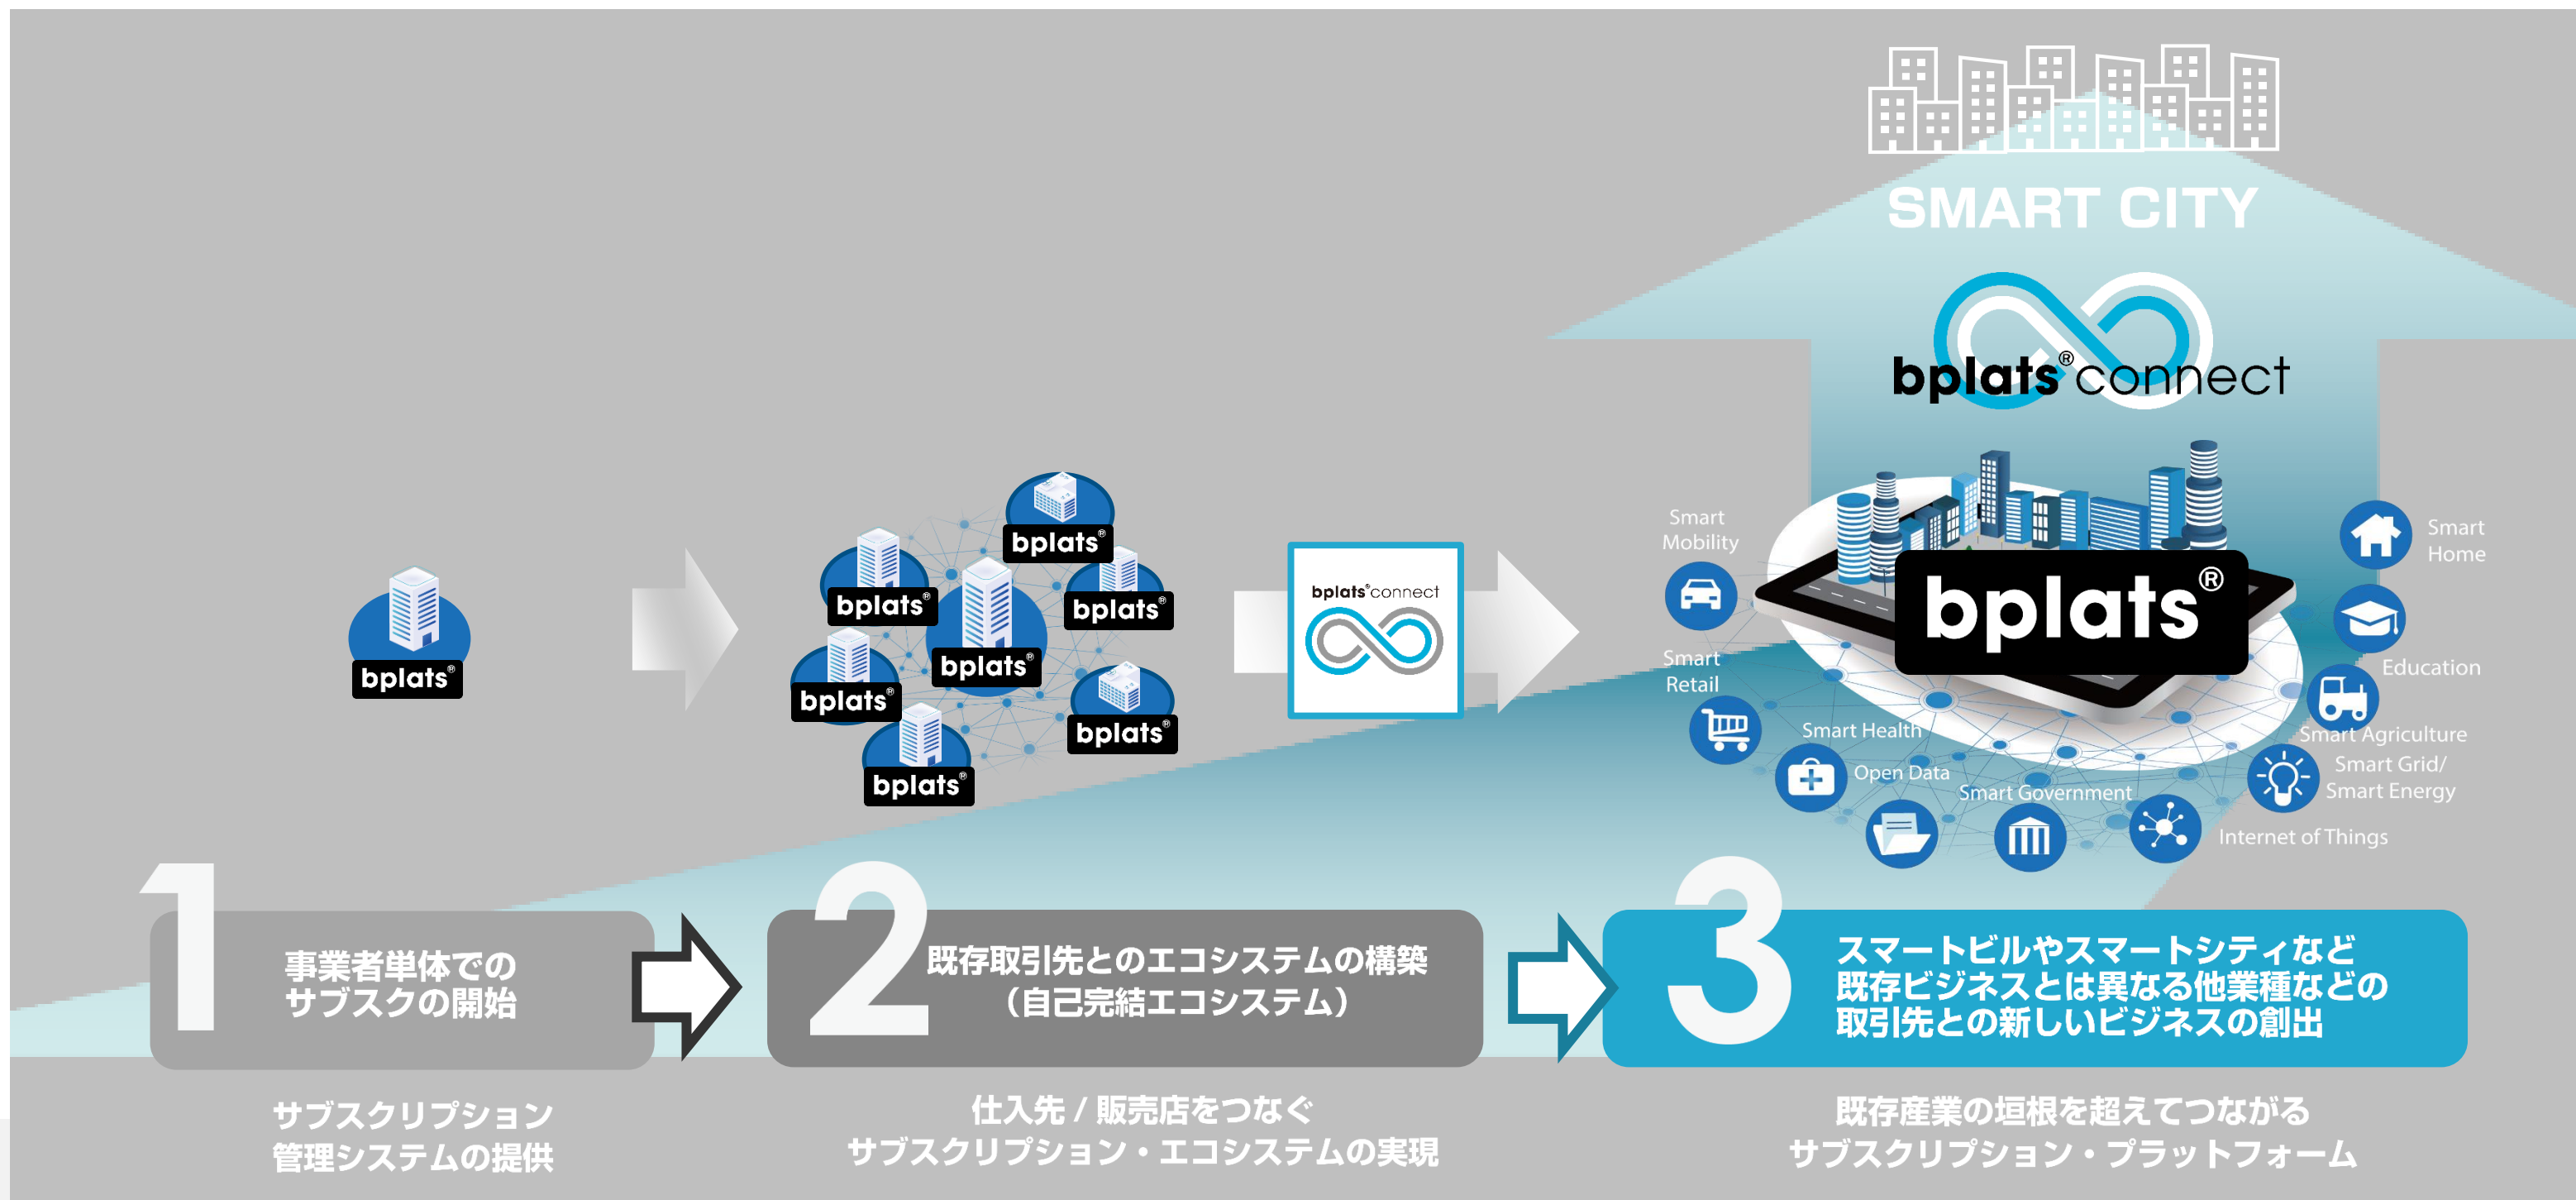 SMART CITY
bplats®connect
bplats®
bplats®
bplats®
bplats®
bplats®
bplats®
bplats®
bplats®
bplats®connect
bplats®
Smart
Mobility
Smart
Retail
Smart Health
Open Data
Smart Government
Internet of Things
Smart Grid/
Smart Energy
Smart Agriculture
Education
Smart
Home
1
事業者単体での
サブスクの開始
サブスクリプション
管理システムの提供
2
既存取引先とのエコシステムの構築
（自己完結エコシステム）
仕入先 / 販売店をつなぐ
サブスクリプション・エコシステムの実現
3
スマートビルやスマートシティなど
既存ビジネスとは異なる他業種などの
取引先との新しいビジネスの創出
既存産業の垣根を超えてつながる
サブスクリプション・プラットフォーム